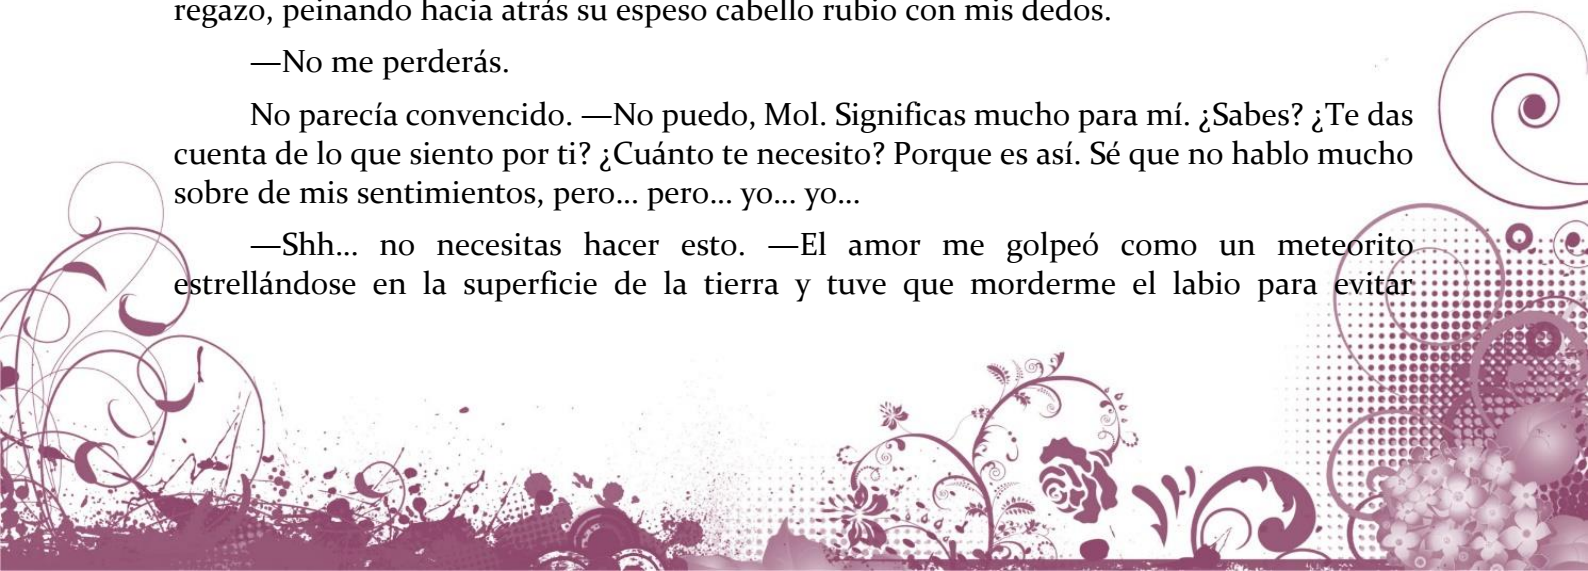 regazo, peinando hacia atrás su espeso cabello rubio con mis dedos.
—No me perderás.
No parecía convencido. —No puedo, Mol. Significas mucho para mí. ¿Sabes? ¿Te das
cuenta de lo que siento por ti? ¿Cuánto te necesito? Porque es así. Sé que no hablo mucho
sobre de mis sentimientos, pero... pero... yo... yo...
—Shh... no necesitas hacer esto. —El amor me golpeó como un meteorito
estrellándose en la superficie de la tierra y tuve que morderme el labio para evitar